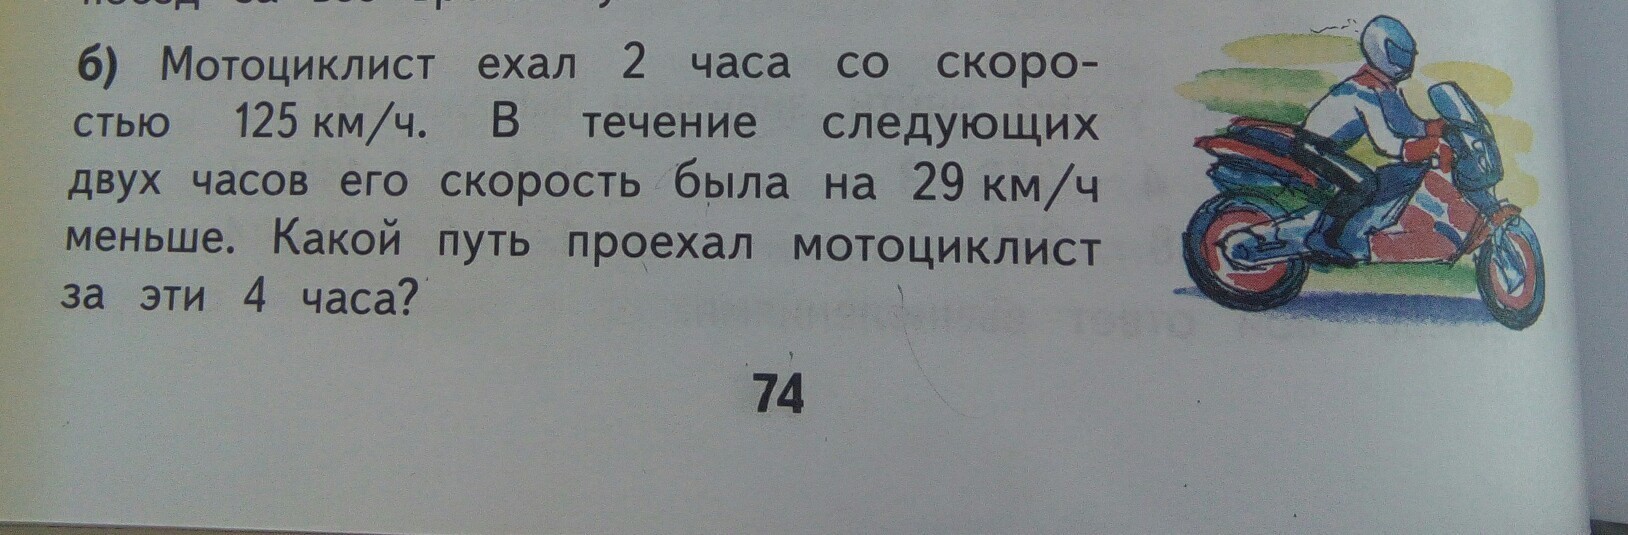 б) Мотоциклист ехал 2 часа со скоро-
стью 125 км/ч. В течение следующих
двух часов его скорость была на 29 км/ч
меньше. Какой путь проехал мотоциклист
за эти 4 часа?
74